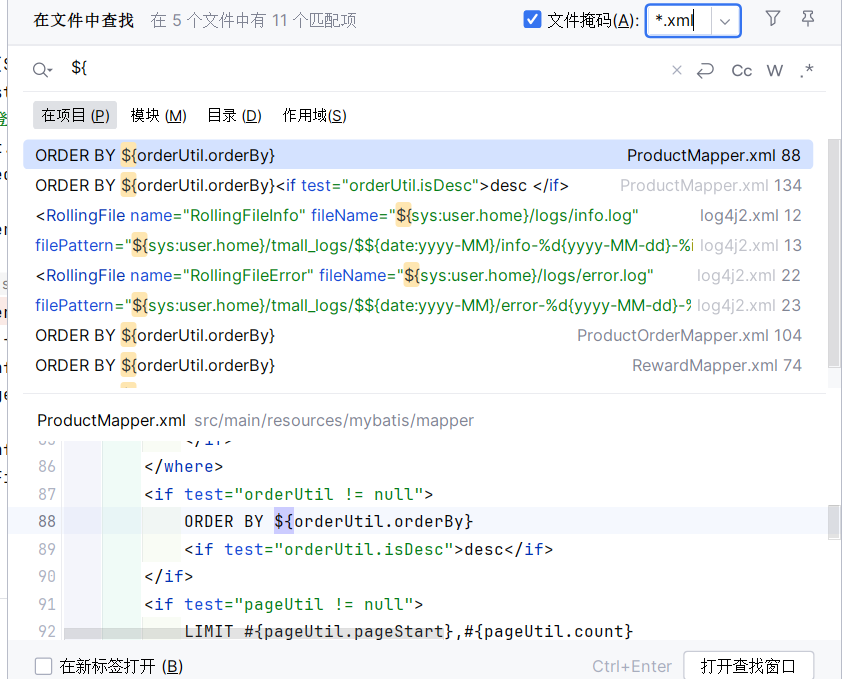 在文件中查找 在 5 个文件中有 11 个匹配项 文件掩码(A): *.xml
${ Cc W .*
在项目 (P) 模块 (M) 目录 (D) 作用域(S)
ORDER BY ${orderUtil.orderBy} ProductMapper.xml 88
ORDER BY ${orderUtil.orderBy}<if test="orderUtil.isDesc">desc </if> ProductMapper.xml 134
<RollingFile name="RollingFileInfo" fileName="${sys:user.home}/logs/info.log" log4j2.xml 12
filePattern="${sys:user.home}/tmall_logs/$${date:yyyy-MM}/info-%d{yyyy-MM-dd}-%i log4j2.xml 13
<RollingFile name="RollingFileError" fileName="${sys:user.home}/logs/error.log" log4j2.xml 22
filePattern="${sys:user.home}/tmall_logs/$${date:yyyy-MM}/error-%d{yyyy-MM-dd}-% log4j2.xml 23
ORDER BY ${orderUtil.orderBy} ProductOrderMapper.xml 104
ORDER BY ${orderUtil.orderBy} RewardMapper.xml 74
ProductMapper.xml src/main/resources/mybatis/mapper
86 </where>
87 <if test="orderUtil != null">
88 ORDER BY ${orderUtil.orderBy}
89 <if test="orderUtil.isDesc">desc</if>
90 </if>
91 <if test="pageUtil != null">
92 LIMIT #{pageUtil.pageStart},#{pageUtil.count}
在新标签打开 (B) Ctrl+Enter 打开查找窗口